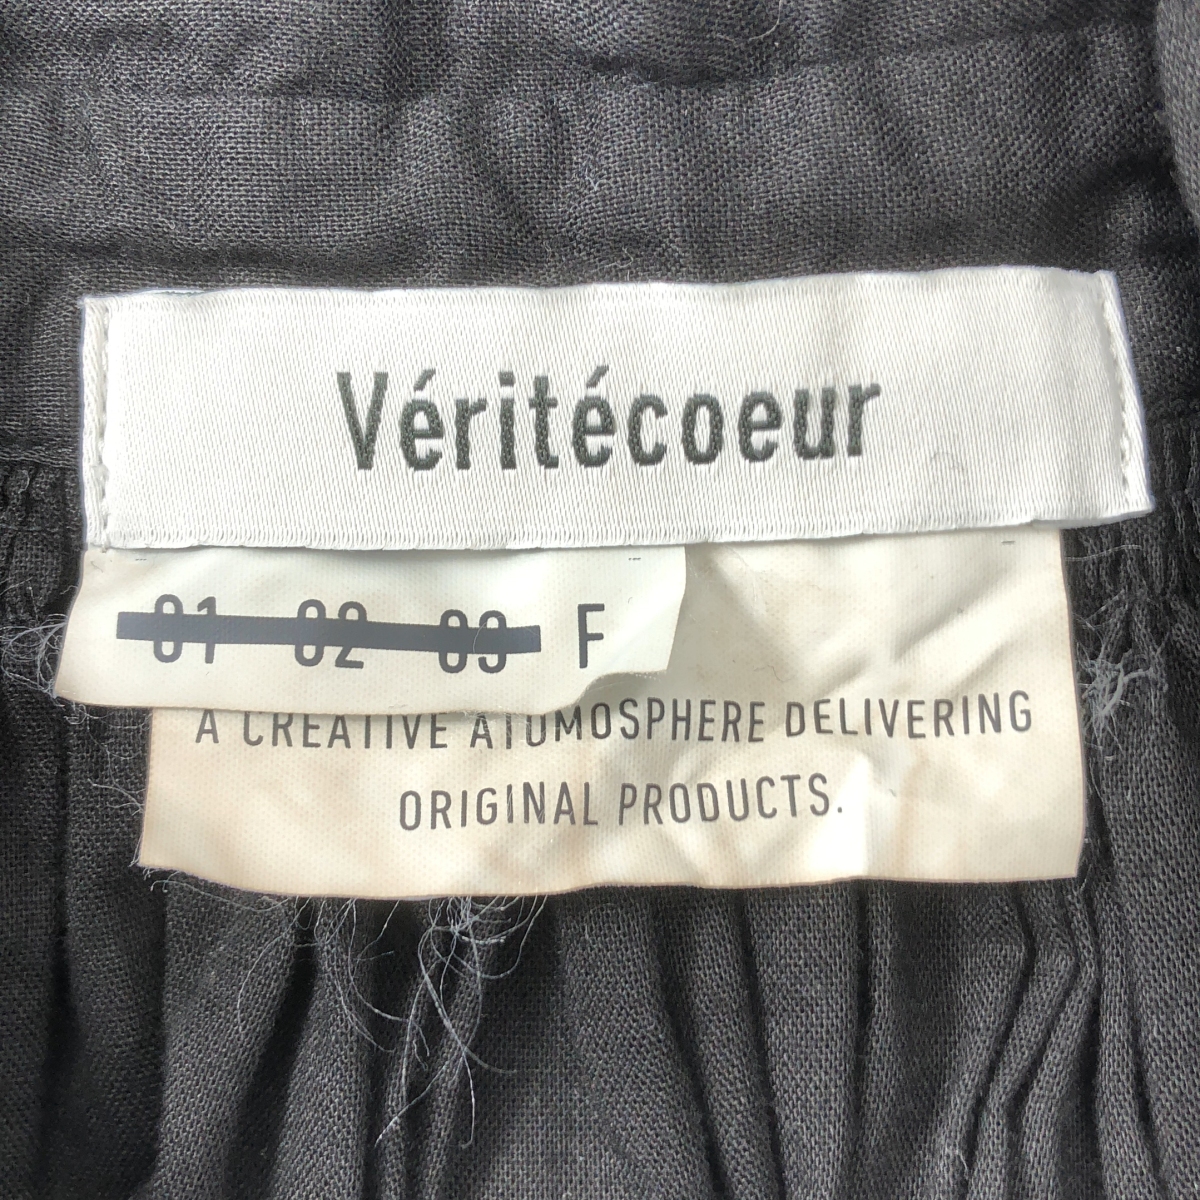 Véritécoeur
01 02 03 F
A CREATIVE ATUMOSPHERE DELIVERING
ORIGINAL PRODUCTS.